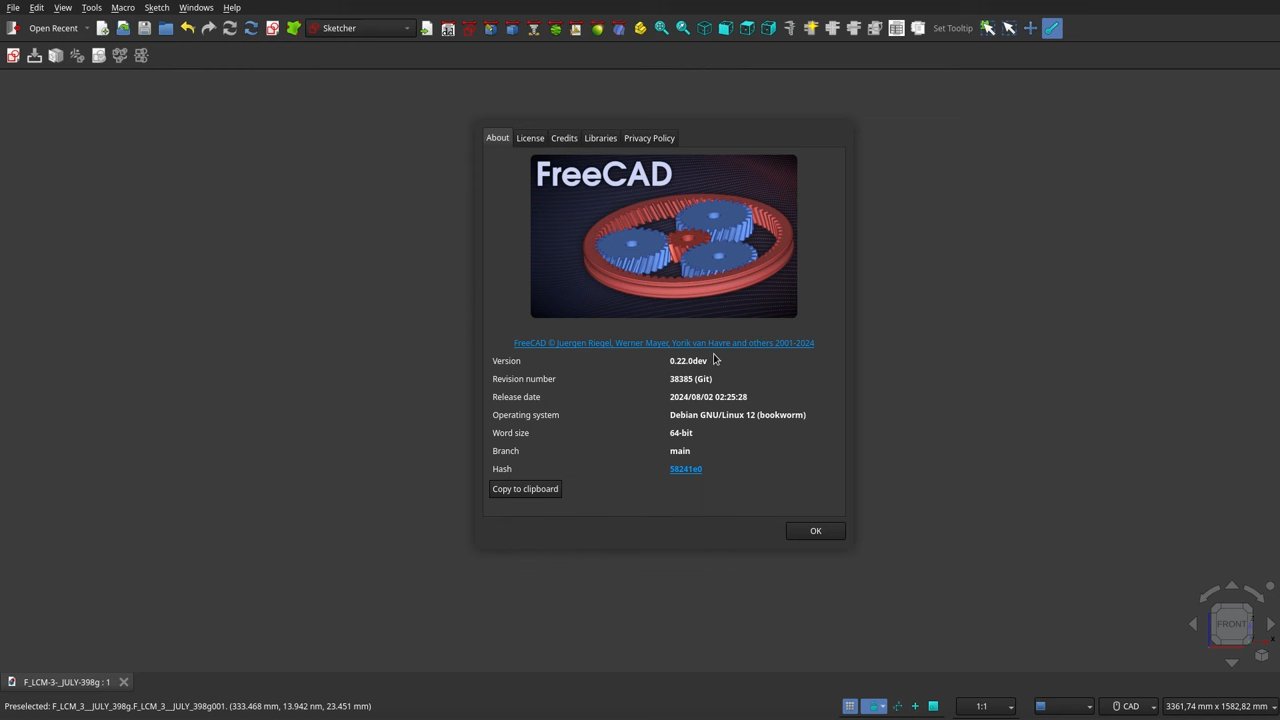 File Edit View Tools Macro Sketch Windows Help
Open Recent Sketcher Set Tooltip
About License Credits Libraries Privacy Policy
FreeCAD
FreeCAD © Juergen Riegel, Werner Mayer, Yorik van Havre and others 2001-2024
Version 0.22.0dev
Revision number 38385 (Git)
Release date 2024/08/02 02:25:28
Operating system Debian GNU/Linux 12 (bookworm)
Word size 64-bit
Branch main
Hash 58241e0
Copy to clipboard
OK
FRONT
F_LCM-3-_JULY-398g : 1
Preselected: F_LCM_3__JULY_398g.F_LCM_3__JULY_398g001. (333.468 mm, 13.942 nm, 23.451 mm) 1:1 CAD 3361,74 mm x 1582,82 mm